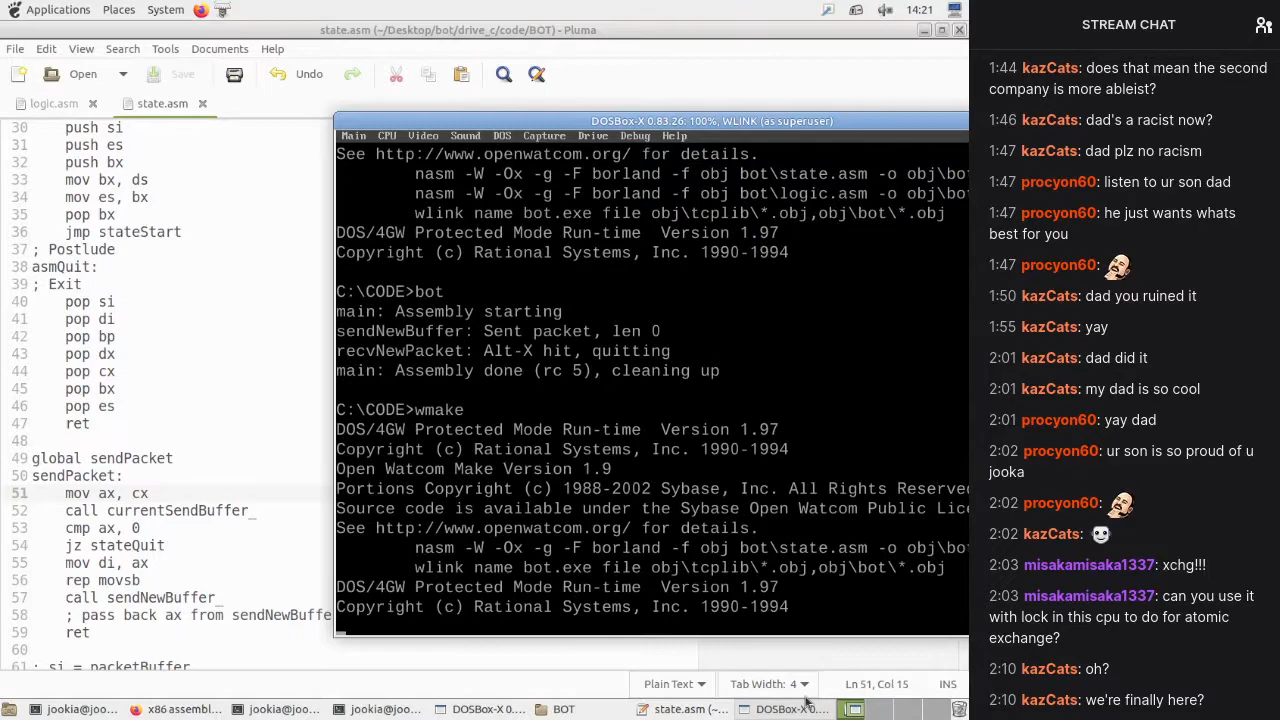 Applications Places System 14:21
state.asm (~/Desktop/bot/drive_c/code/BOT) - Pluma
File Edit View Search Tools Documents Help
Open Save Undo
logic.asm state.asm
30 push si
31 push es
32 push bx
33 mov bx, ds
34 mov es, bx
35 pop bx
36 jmp stateStart
37 ; Postlude
38 asmQuit:
39 ; Exit
40 pop si
41 pop di
42 pop bp
43 pop dx
44 pop cx
45 pop bx
46 pop es
47 ret
48
49 global sendPacket
50 sendPacket:
51 mov ax, cx
52 call currentSendBuffer_
53 cmp ax, 0
54 jz stateQuit
55 mov di, ax
56 rep movsb
57 call sendNewBuffer_
58 ; pass back ax from sendNewBuffe
59 ret
60
61 ; si = packetBuffer
DOSBox-X 0.83.26: 100%, WLINK (as superuser)
Main CPU Video Sound DOS Capture Drive Debug Help
See http://www.openwatcom.org/ for details.
nasm -W -Ox -g -F borland -f obj bot\state.asm -o obj\bo
nasm -W -Ox -g -F borland -f obj bot\logic.asm -o obj\bo
wlink name bot.exe file obj\tcplib\*.obj,obj\bot\*.obj
DOS/4GW Protected Mode Run-time Version 1.97
Copyright (c) Rational Systems, Inc. 1990-1994
C:\CODE>bot
main: Assembly starting
sendNewBuffer: Sent packet, len 0
recvNewPacket: Alt-X hit, quitting
main: Assembly done (rc 5), cleaning up
C:\CODE>wmake
DOS/4GW Protected Mode Run-time Version 1.97
Copyright (c) Rational Systems, Inc. 1990-1994
Open Watcom Make Version 1.9
Portions Copyright (c) 1988-2002 Sybase, Inc. All Rights Reserve
Source code is available under the Sybase Open Watcom Public Lic
See http://www.openwatcom.org/ for details.
nasm -W -Ox -g -F borland -f obj bot\state.asm -o obj\bo
wlink name bot.exe file obj\tcplib\*.obj,obj\bot\*.obj
DOS/4GW Protected Mode Run-time Version 1.97
Copyright (c) Rational Systems, Inc. 1990-1994
Plain Text Tab Width: 4 Ln 51, Col 15 INS
jookia@joo... x86 assembl... jookia@joo... jatkia@joo... DOSBox-X 0.... BOT state.asm (~... DOSBox-X 0....
STREAM CHAT
1:44 kazCats: does that mean the second
company is more ableist?
1:46 kazCats: dad's a racist now?
1:47 kazCats: dad plz no racism
1:47 procyon60: listen to ur son dad
1:47 procyon60: he just wants whats
best for you
1:47 procyon60:
1:50 kazCats: dad you ruined it
1:55 kazCats: yay
2:01 kazCats: dad did it
2:01 kazCats: my dad is so cool
2:01 procyon60: yay dad
2:02 procyon60: ur son is so proud of u
jooka
2:02 procyon60:
2:02 kazCats:
2:03 misakamisaka1337: xchg!!!
2:03 misakamisaka1337: can you use it
with lock in this cpu to do for atomic
exchange?
2:10 kazCats: oh?
2:10 kazCats: we're finally here?